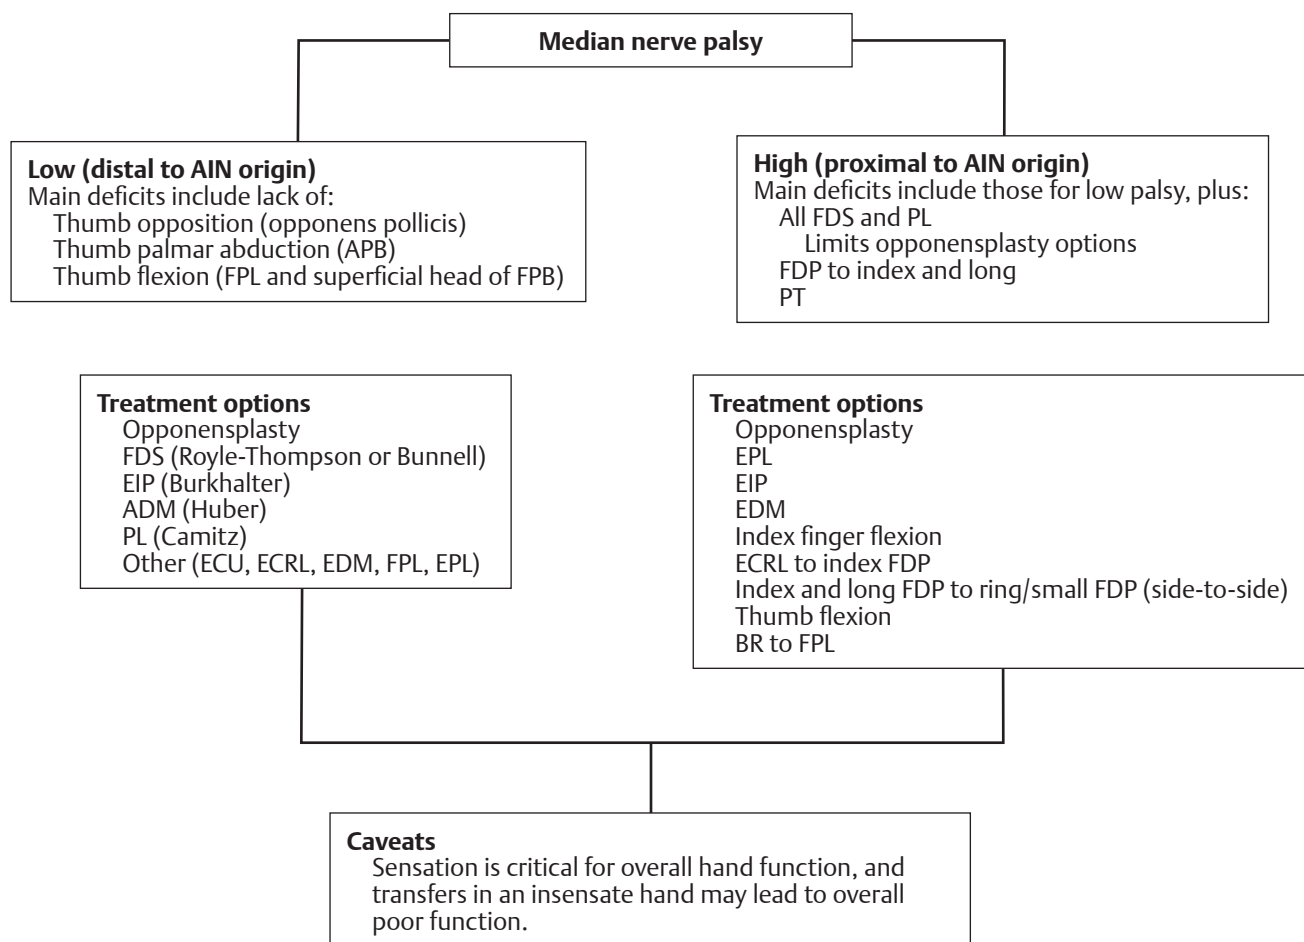 Median nerve palsy
Low (distal to AIN origin)
Main deficits include lack of:
Thumb opposition (opponens pollicis)
Thumb palmar abduction (APB)
Thumb flexion (FPL and superficial head of FPB)
High (proximal to AIN origin)
Main deficits include those for low palsy, plus:
All FDS and PL
Limits opponensplasty options
FDP to index and long
PT
Treatment options
Opponensplasty
FDS (Royle-Thompson or Bunnell)
EIP (Burkhalter)
ADM (Huber)
PL (Camitz)
Other (ECU, ECRL, EDM, FPL, EPL)
Treatment options
Opponensplasty
EPL
EIP
EDM
Index finger flexion
ECRL to index FDP
Index and long FDP to ring/small FDP (side-to-side)
Thumb flexion
BR to FPL
Caveats
Sensation is critical for overall hand function, and
transfers in an insensate hand may lead to overall
poor function.